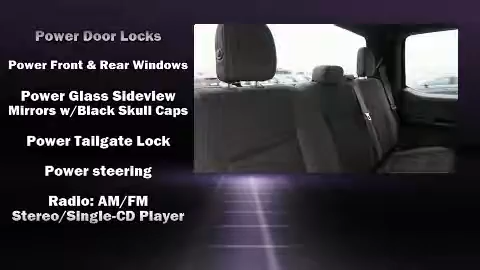 Power Door Locks
Power Front & Rear Windows
Power Glass Sideview
Mirrors w/Black Skull Caps
Power Tailgate Lock
Power steering
Radio: AM/FM
Stereo/Single-CD Player